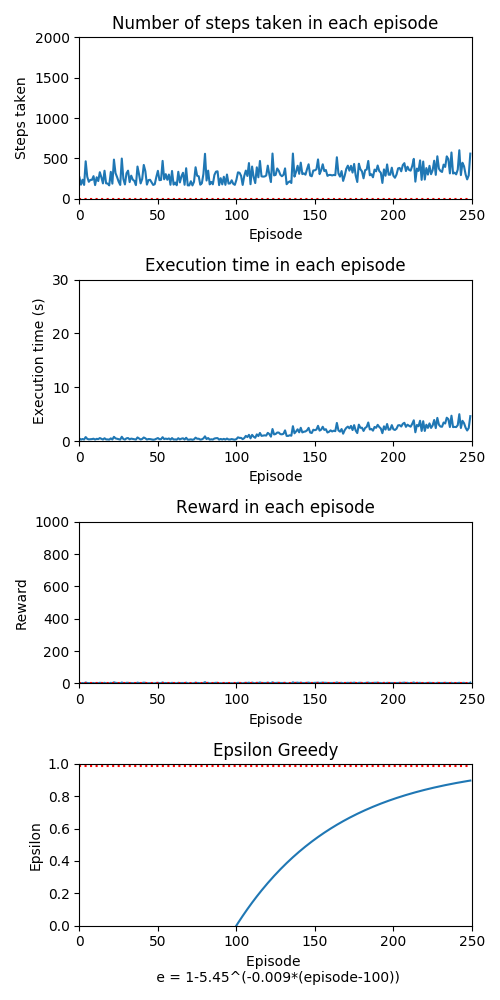 Number of steps taken in each episode
2000
1500
1000
500
0
Steps taken
0 50 100 150 200 250
Episode
Execution time in each episode
30
20
10
0
Execution time (s)
0 50 100 150 200 250
Episode
Reward in each episode
1000
800
600
400
200
0
Reward
0 50 100 150 200 250
Episode
Epsilon Greedy
1.0
0.8
0.6
0.4
0.2
0.0
Epsilon
0 50 100 150 200 250
Episode
e = 1-5.45^(-0.009*(episode-100))